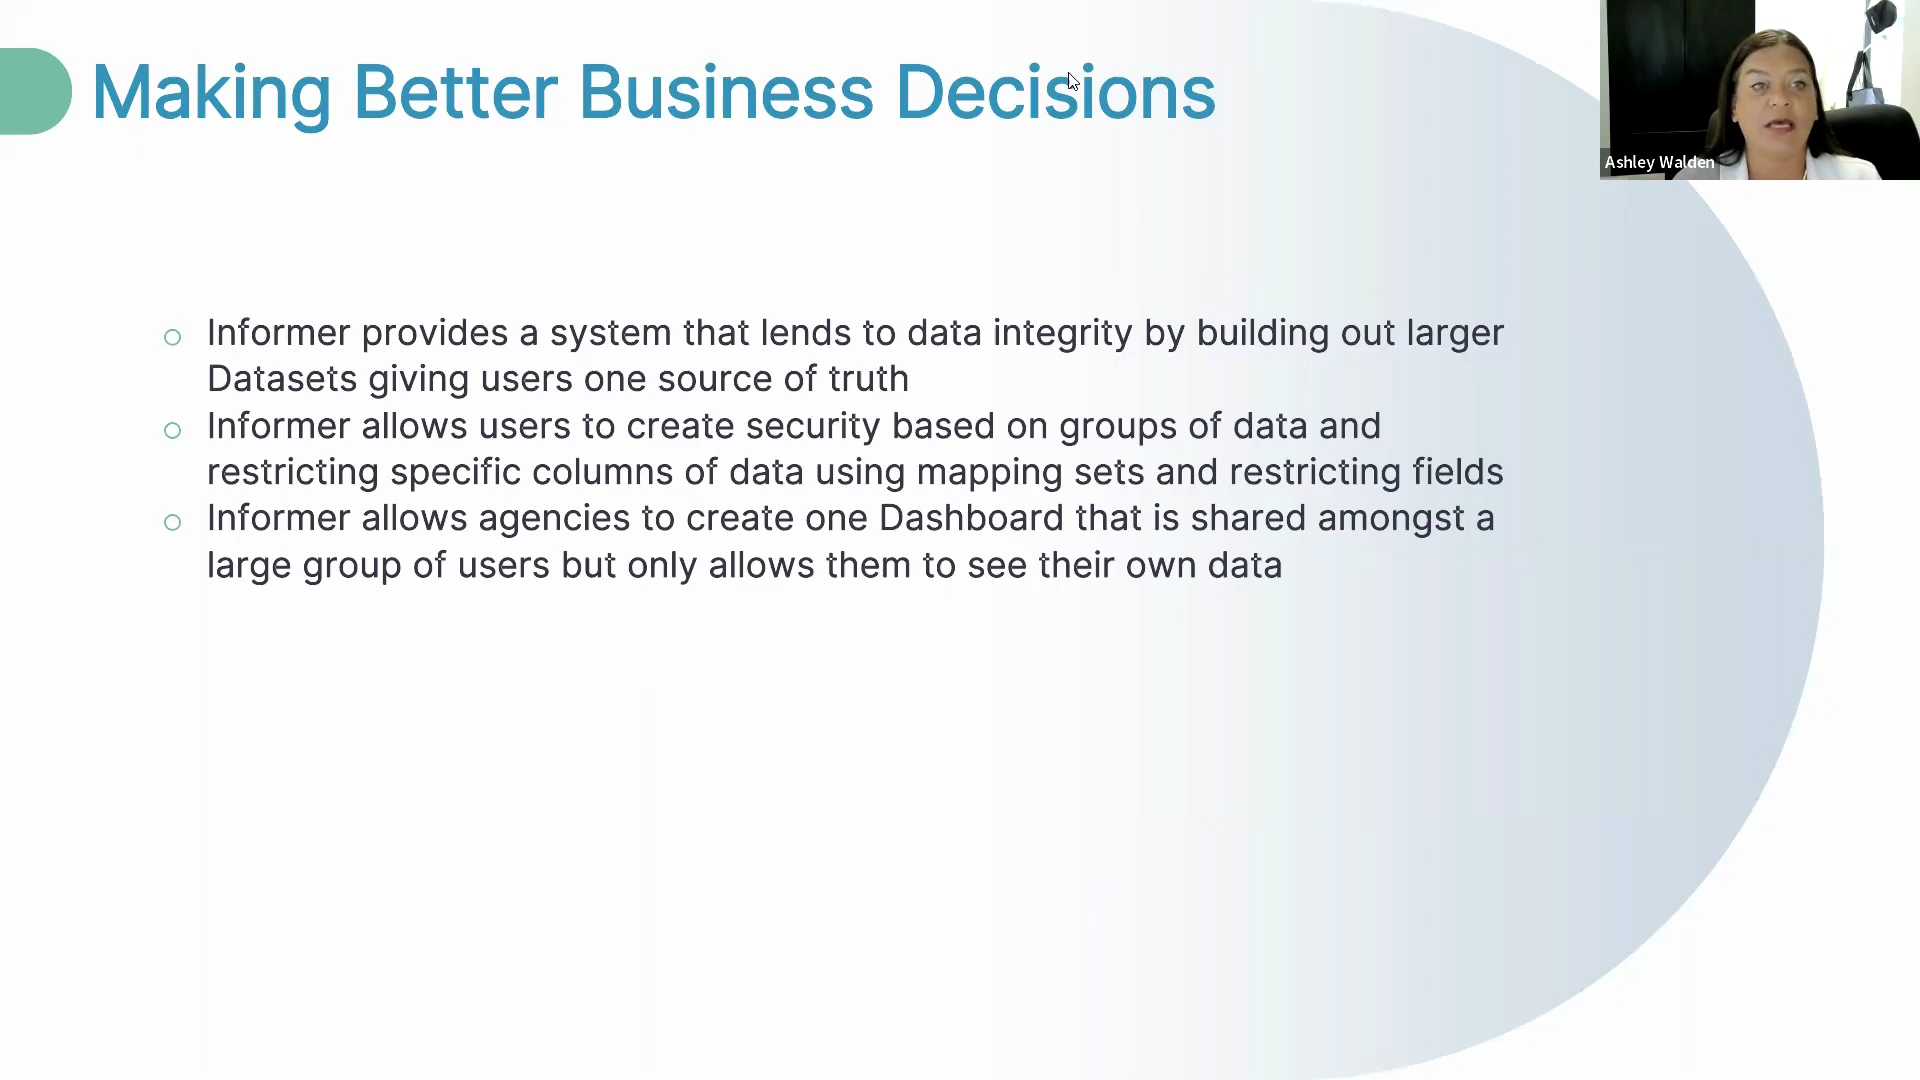 Making Better Business Decisions
Ashley Walden
Informer provides a system that lends to data integrity by building out larger
Datasets giving users one source of truth
Informer allows users to create security based on groups of data and
restricting specific columns of data using mapping sets and restricting fields
Informer allows agencies to create one Dashboard that is shared amongst a
large group of users but only allows them to see their own data